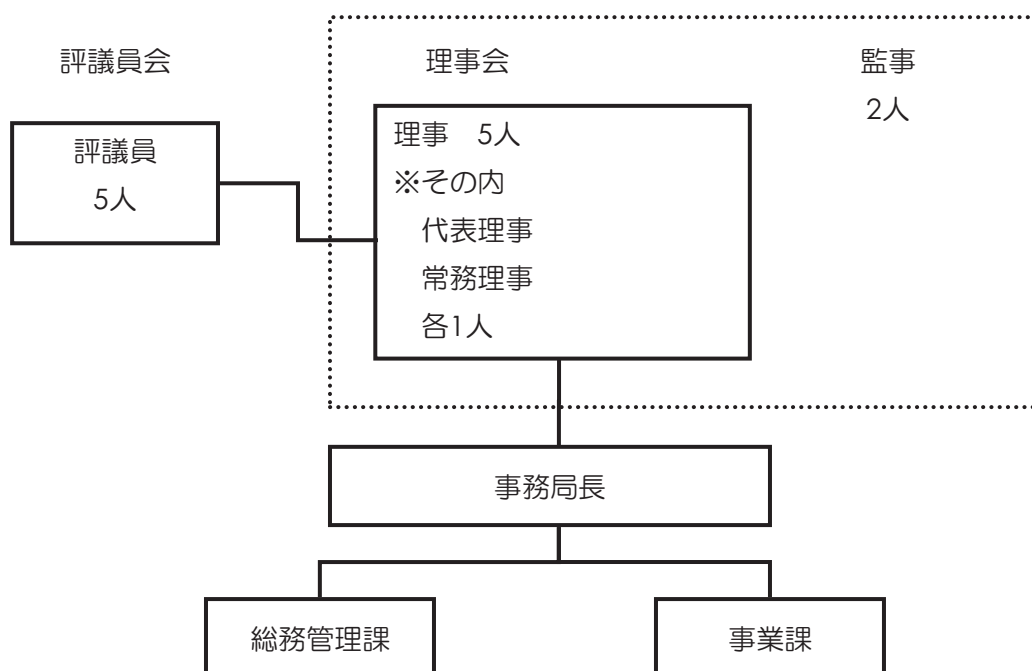 評議員会
評議員
5人
理事会
理事　5人
※その内
代表理事
常務理事
各1人
監事
2人
事務局長
総務管理課
事業課